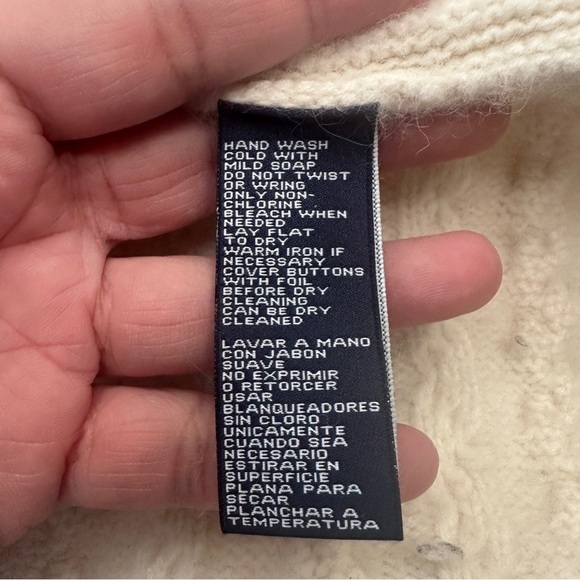 HAND WASH
COLD WITH
MILD SOAP
DO NOT TWIST
OR WRING
ONLY NON-
CHLORINE
BLEACH WHEN
NEEDED
LAY FLAT
TO DRY
WARM IRON IF
NECESSARY
COVER BUTTONS
WITH FOIL
BEFORE DRY
CLEANING
CAN BE DRY
CLEANED
LAVAR A MANO
CON JABON
SUAVE
NO EXPRIMIR
O RETORCER
USAR
BLANQUEADORES
SIN CLORO
UNICAMENTE
CUANDO SEA
NECESARIO
ESTIRAR EN
SUPERFICIE
PLANA PARA
SECAR
PLANCHAR A
TEMPERATURA